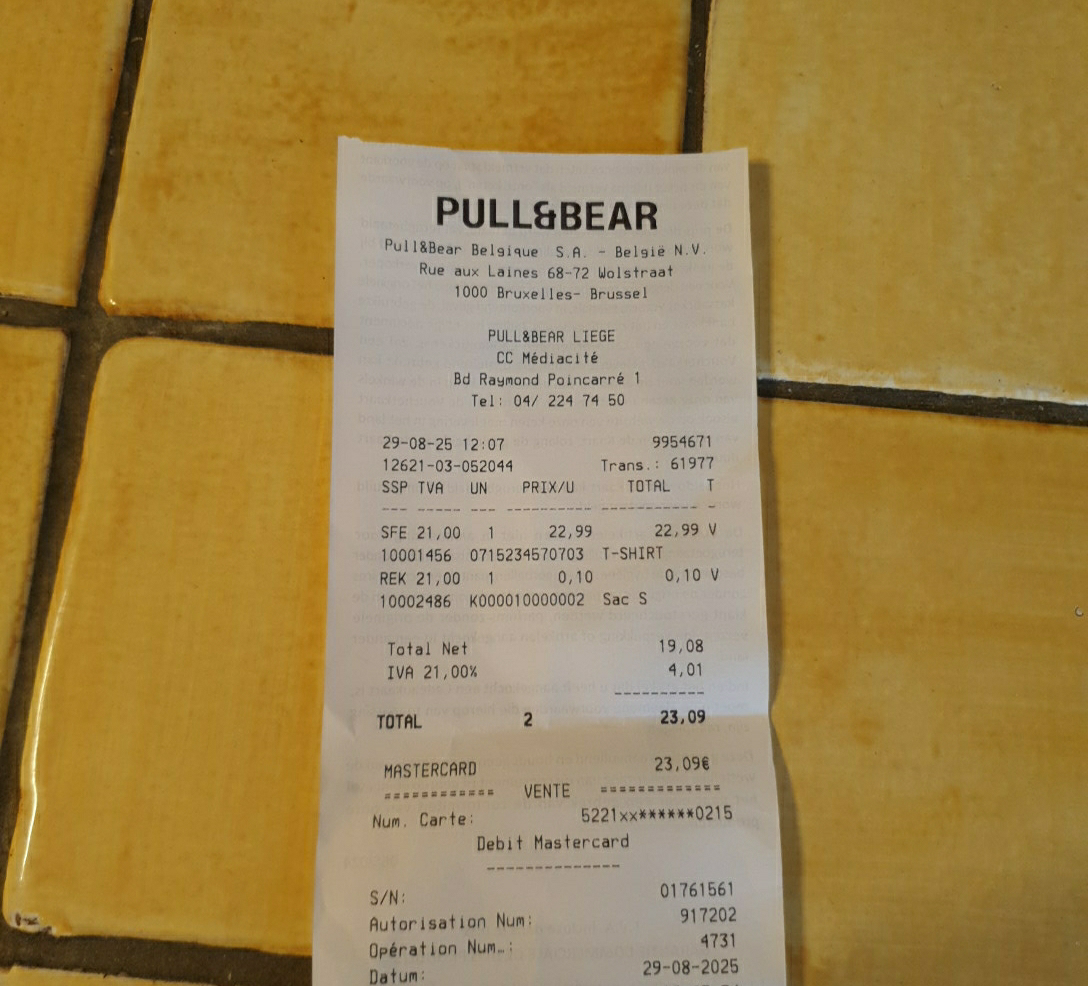 PULL&BEAR
Pull&Bear Belgique S.A. - België N.V.
Rue aux Laines 68-72 Wolstraat
1000 Bruxelles- Brussel
PULL&BEAR LIEGE
CC Médiacité
Bd Raymond Poincarré 1
Tel: 04/ 224 74 50
29-08-25 12:07 9954671
12621-03-052044 Trans.: 61977
SSP TVA UN PRIX/U TOTAL T
--- ----- --- ---------- ----------- -
SFE 21,00 1 22,99 22,99 V
10001456 0715234570703 T-SHIRT
REK 21,00 1 0,10 0,10 V
10002486 K000010000002 Sac S
Total Net 19,08
IVA 21,00% 4,01
----------
TOTAL 2 23,09
MASTERCARD 23,09€
============ VENTE =============
Num. Carte: 5221xx******0215
Debit Mastercard
--------------
S/N: 01761561
Autorisation Num: 917202
Opération Num…: 4731
Datum: 29-08-2025